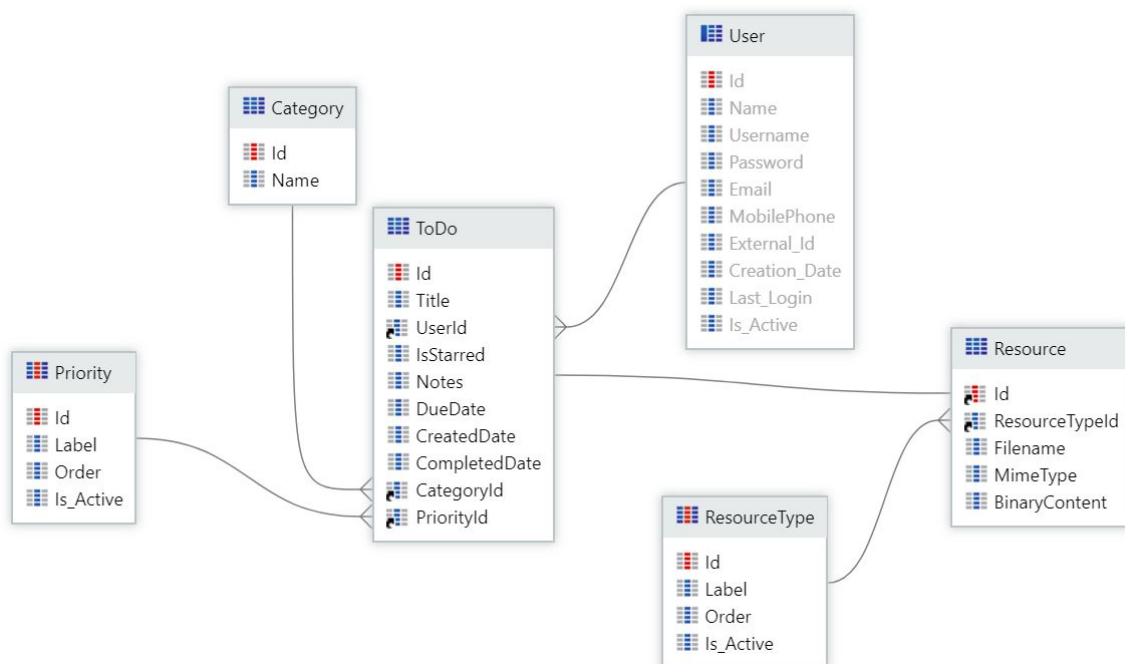 User
Id
Name
Username
Password
Email
MobilePhone
External_Id
Creation_Date
Last_Login
Is_Active
Category
Id
Name
ToDo
Id
Title
UserId
IsStarred
Notes
DueDate
CreatedDate
CompletedDate
CategoryId
PriorityId
Priority
Id
Label
Order
Is_Active
Resource
Id
ResourceTypeId
Filename
MimeType
BinaryContent
ResourceType
Id
Label
Order
Is_Active